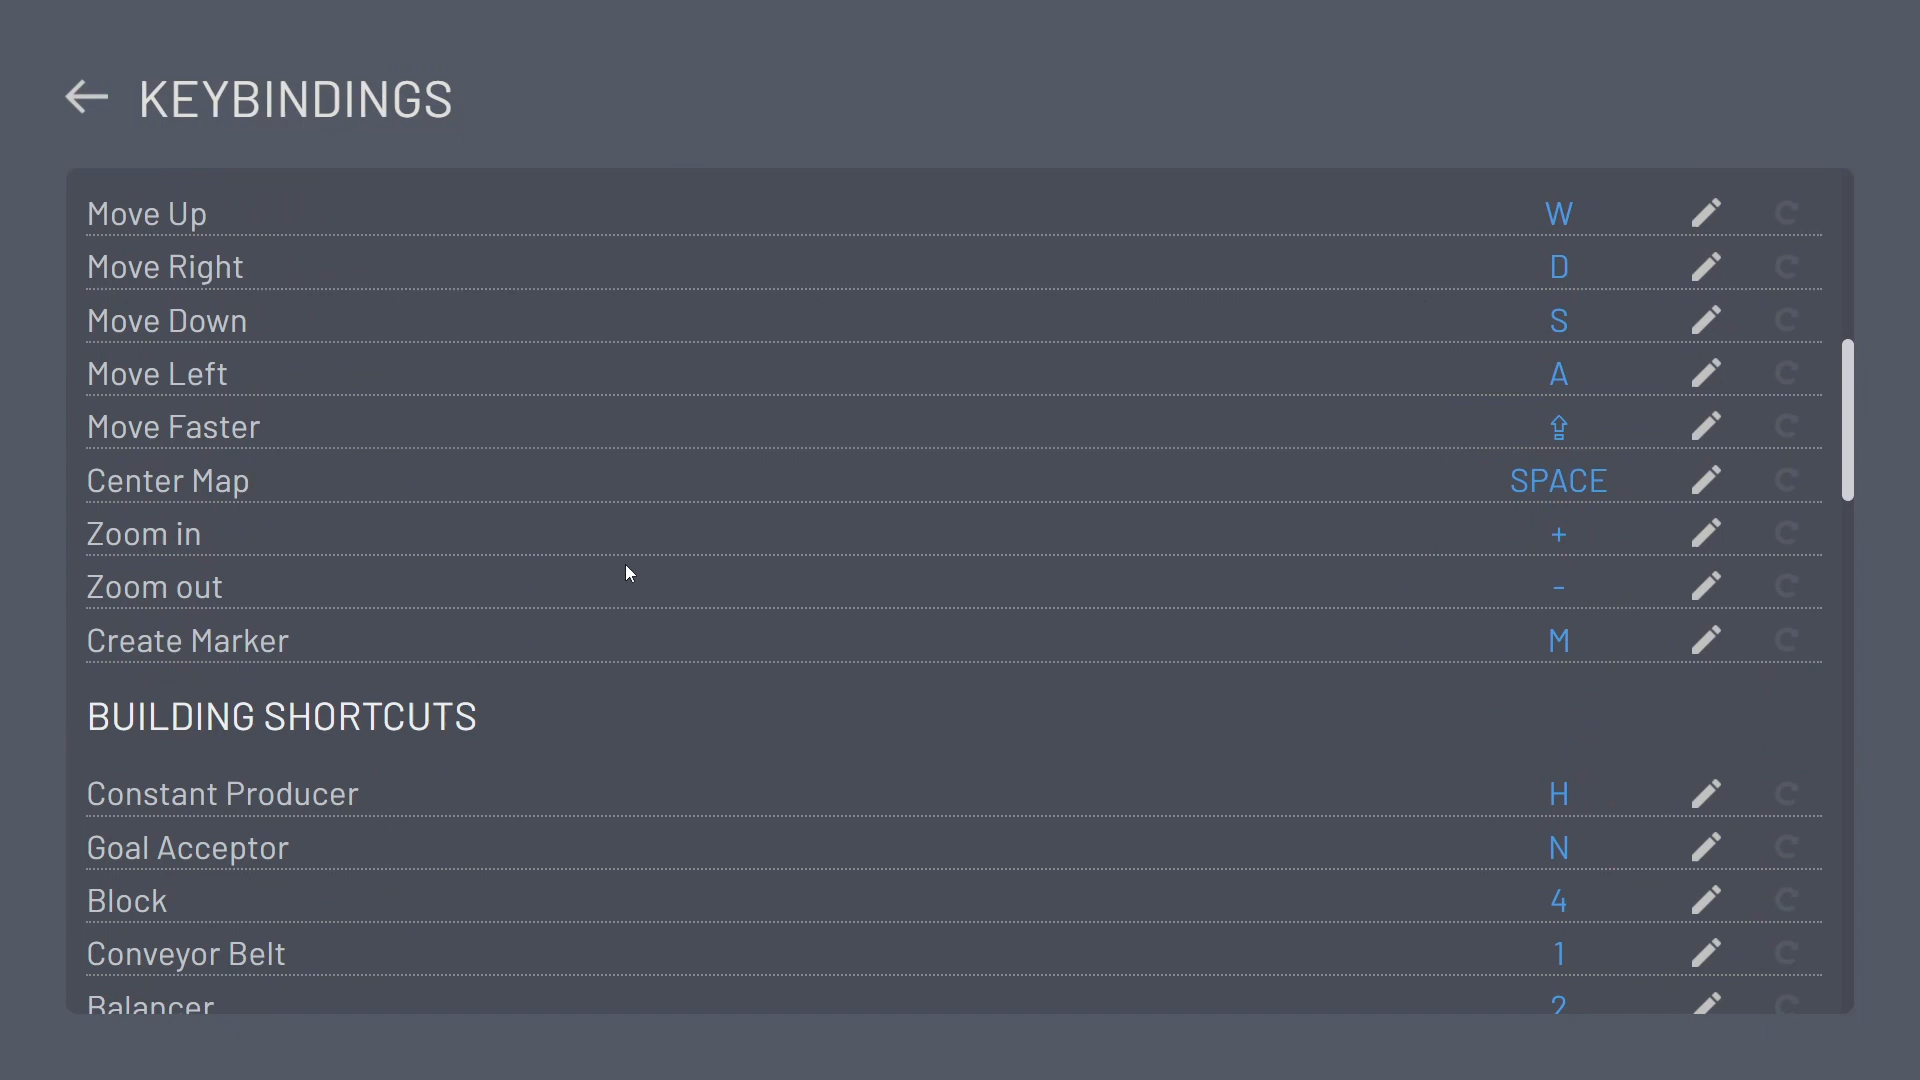 KEYBINDINGS
Move Up W
Move Right D
Move Down S
Move Left A
Move Faster ⇪
Center Map SPACE
Zoom in +
Zoom out -
Create Marker M
BUILDING SHORTCUTS
Constant Producer H
Goal Acceptor N
Block 4
Conveyor Belt 1
Balancer 2